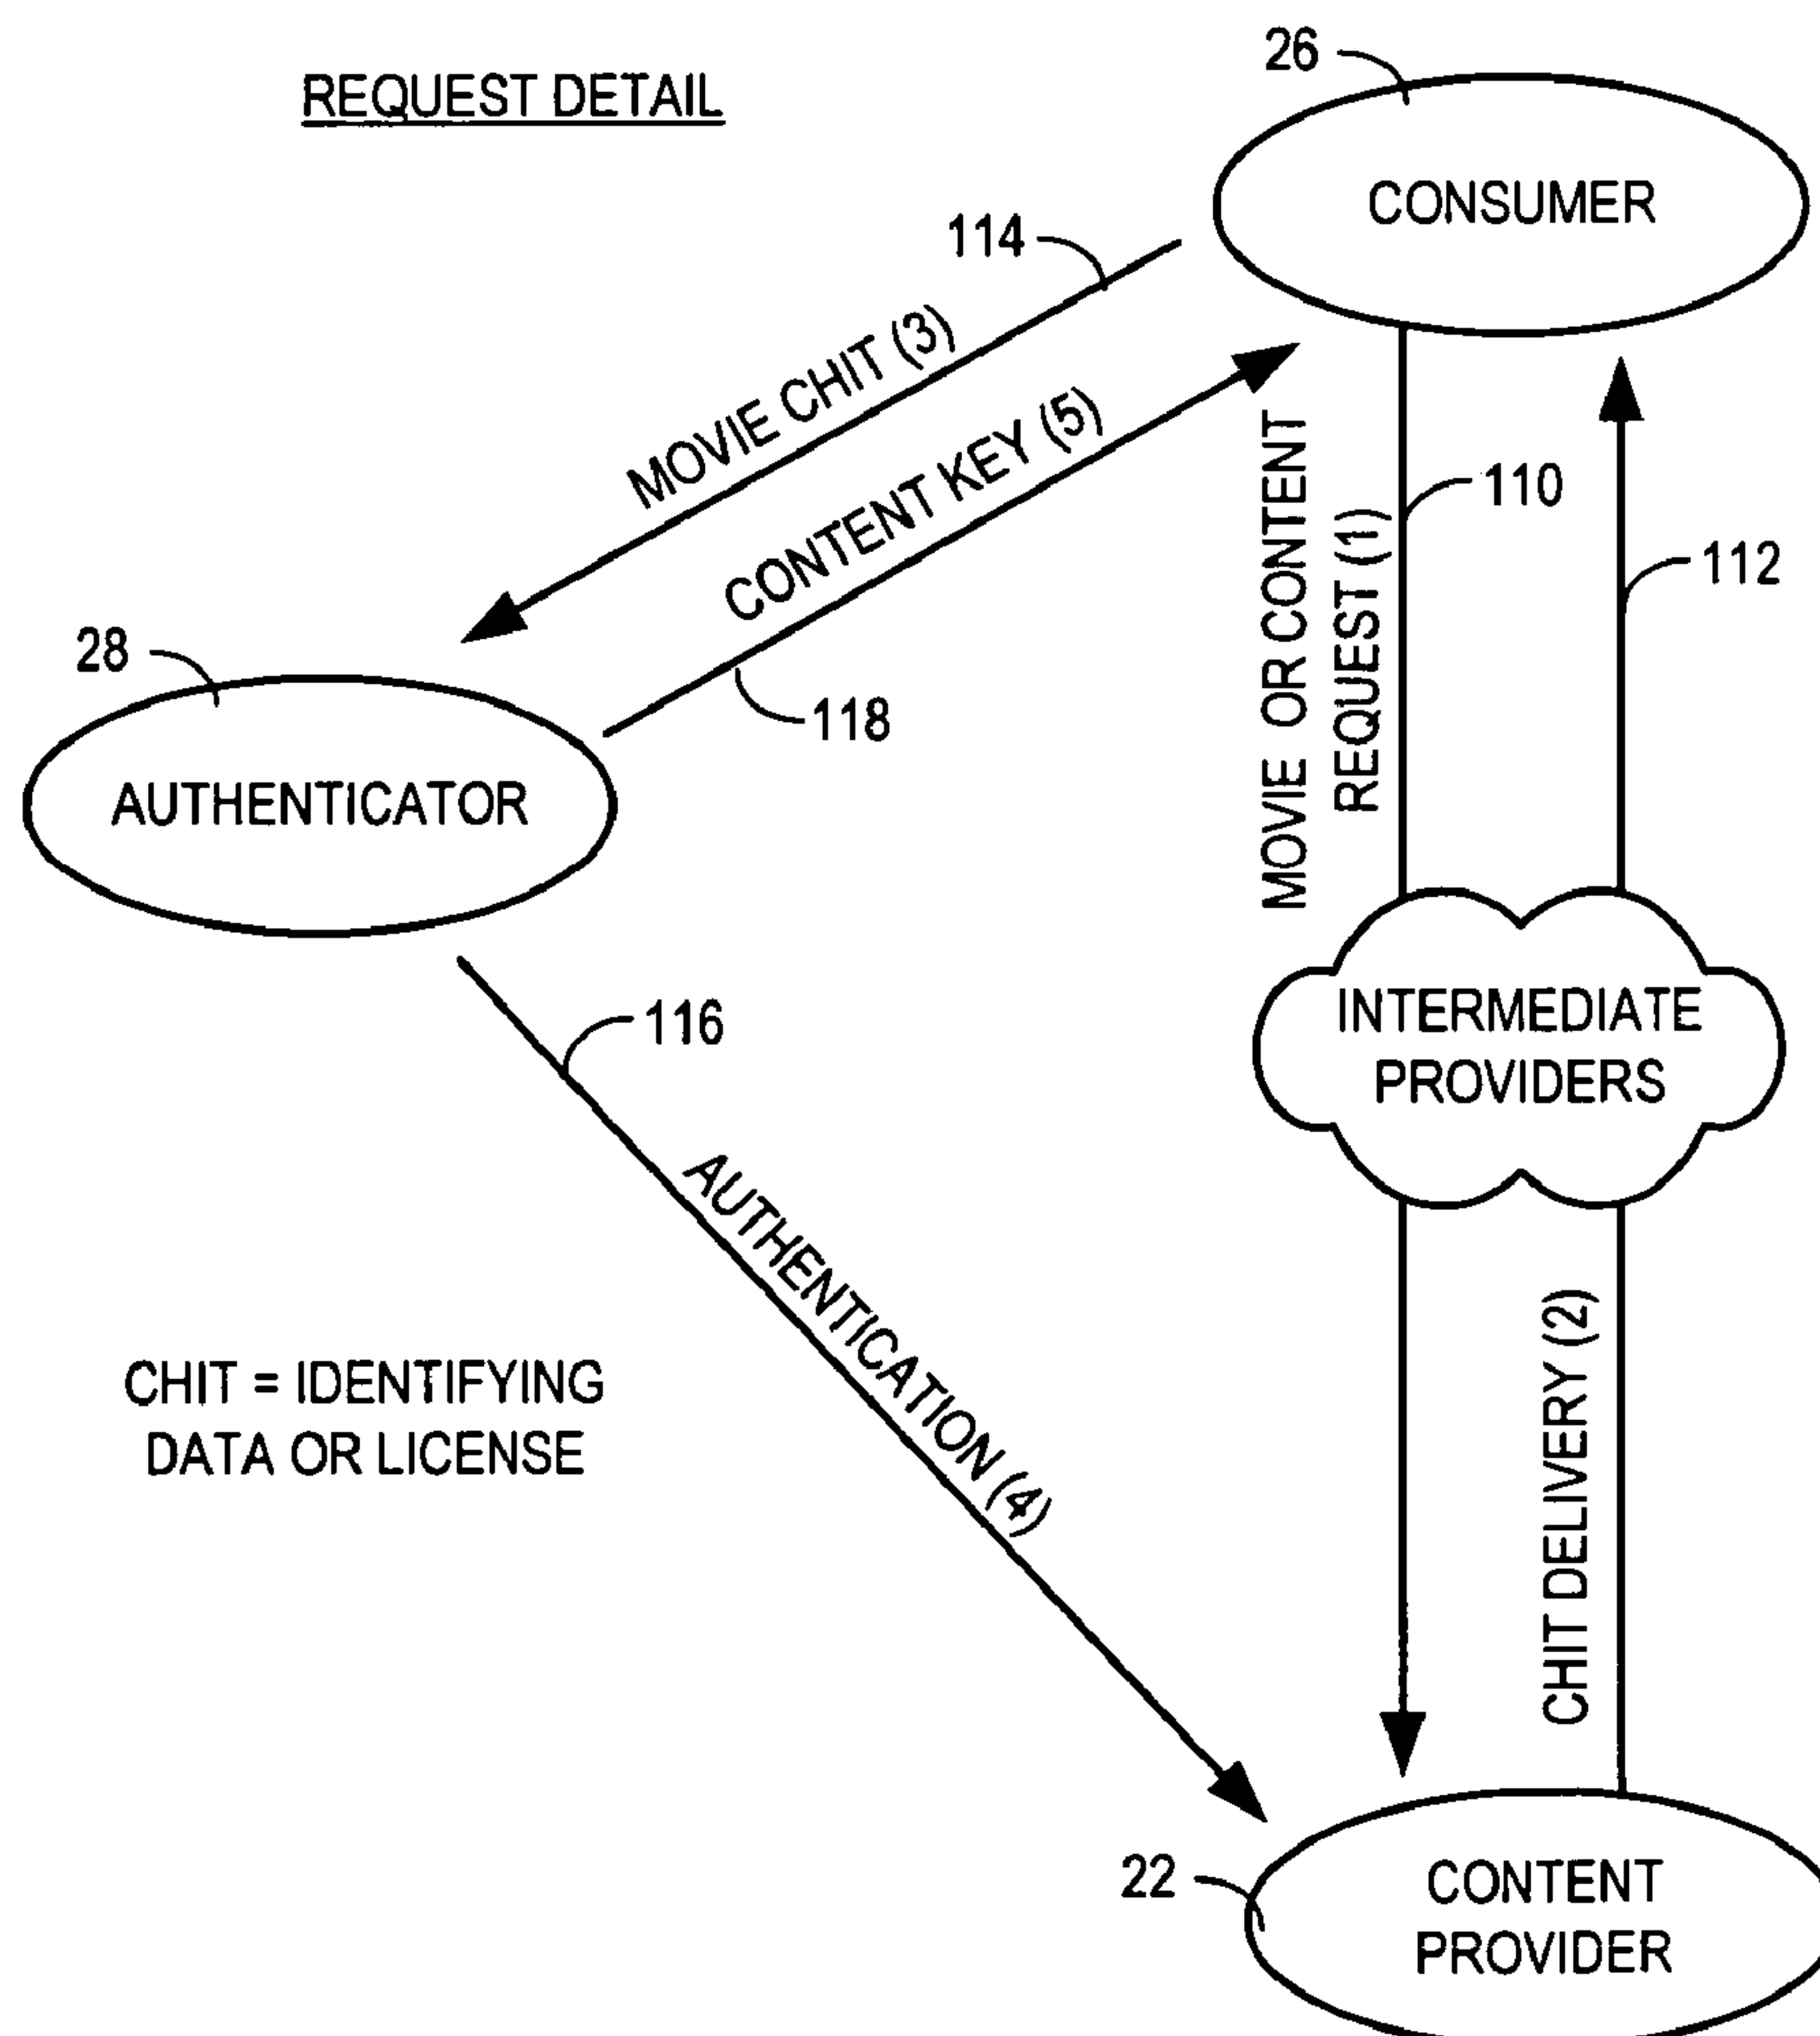 REQUEST DETAIL
26
CONSUMER
114
MOVIE CHIT (3)
CONTENT KEY (5)
MOVIE OR CONTENT
REQUEST (1)
110
112
28
118
AUTHENTICATOR
INTERMEDIATE
PROVIDERS
116
AUTHENTICATION (4)
CHIT DELIVERY (2)
CHIT = IDENTIFYING
DATA OR LICENSE
22
CONTENT
PROVIDER